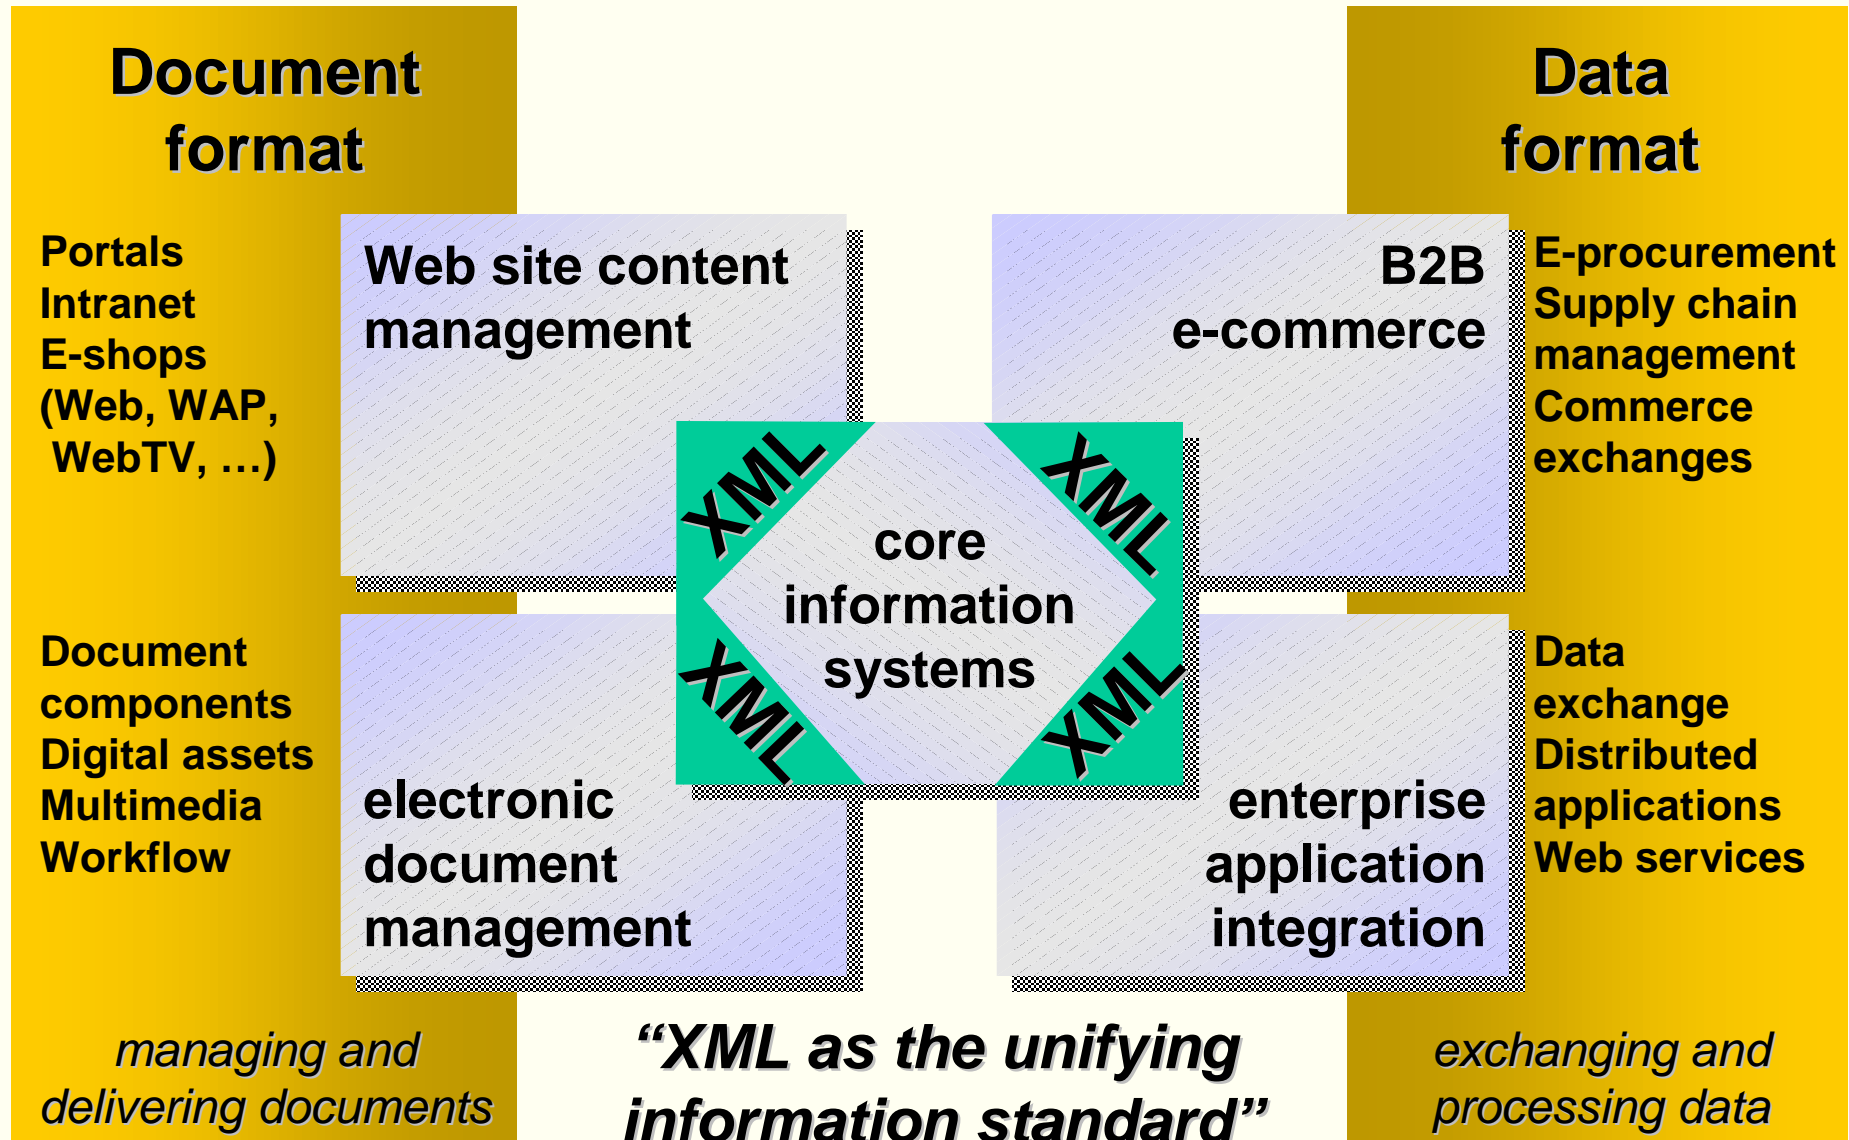 Document
format
Data
format
Portals
Intranet
E-shops
(Web, WAP,
WebTV, …)
Web site content
management
B2B
e-commerce
E-procurement
Supply chain
management
Commerce
exchanges
XML
XML
core
information
systems
XML
XML
Document
components
Digital assets
Multimedia
Workflow
electronic
document
management
enterprise
application
integration
Data
exchange
Distributed
applications
Web services
managing and
delivering documents
“XML as the unifying
information standard”
exchanging and
processing data